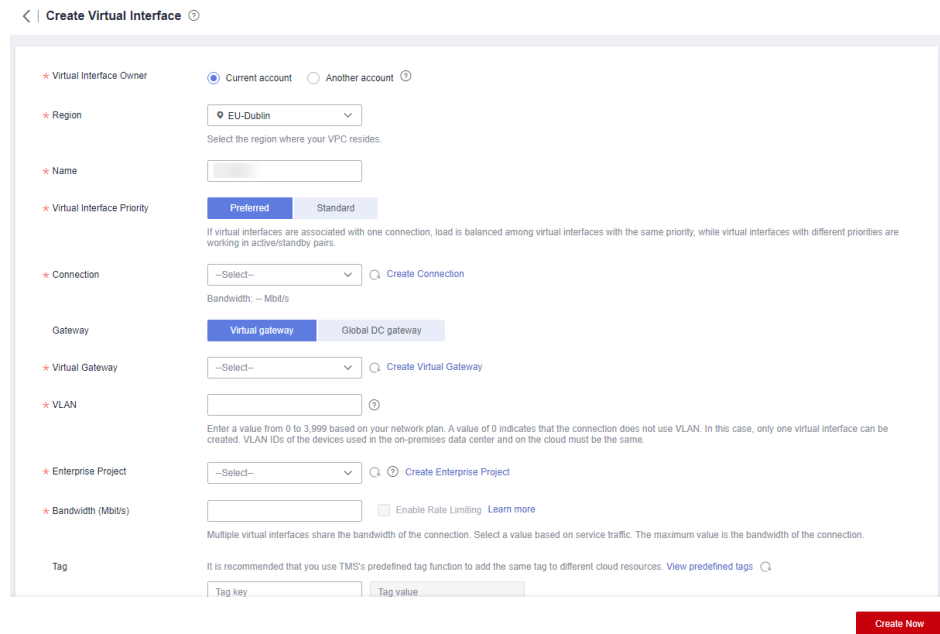 Create Virtual Interface ?
* Virtual Interface Owner
Current account Another account ?
* Region
EU-Dublin
Select the region where your VPC resides.
* Name
* Virtual Interface Priority
Preferred Standard
If virtual interfaces are associated with one connection, load is balanced among virtual interfaces with the same priority, while virtual interfaces with different priorities are
working in active/standby pairs.
* Connection
--Select-- Create Connection
Bandwidth: -- Mbit/s
Gateway
Virtual gateway Global DC gateway
* Virtual Gateway
--Select-- Create Virtual Gateway
* VLAN
?
Enter a value from 0 to 3,999 based on your network plan. A value of 0 indicates that the connection does not use VLAN. In this case, only one virtual interface can be
created. VLAN IDs of the devices used in the on-premises data center and on the cloud must be the same.
* Enterprise Project
--Select-- ? Create Enterprise Project
* Bandwidth (Mbit/s)
Enable Rate Limiting Learn more
Multiple virtual interfaces share the bandwidth of the connection. Select a value based on service traffic. The maximum value is the bandwidth of the connection.
Tag
It is recommended that you use TMS's predefined tag function to add the same tag to different cloud resources. View predefined tags
Tag key Tag value
Create Now